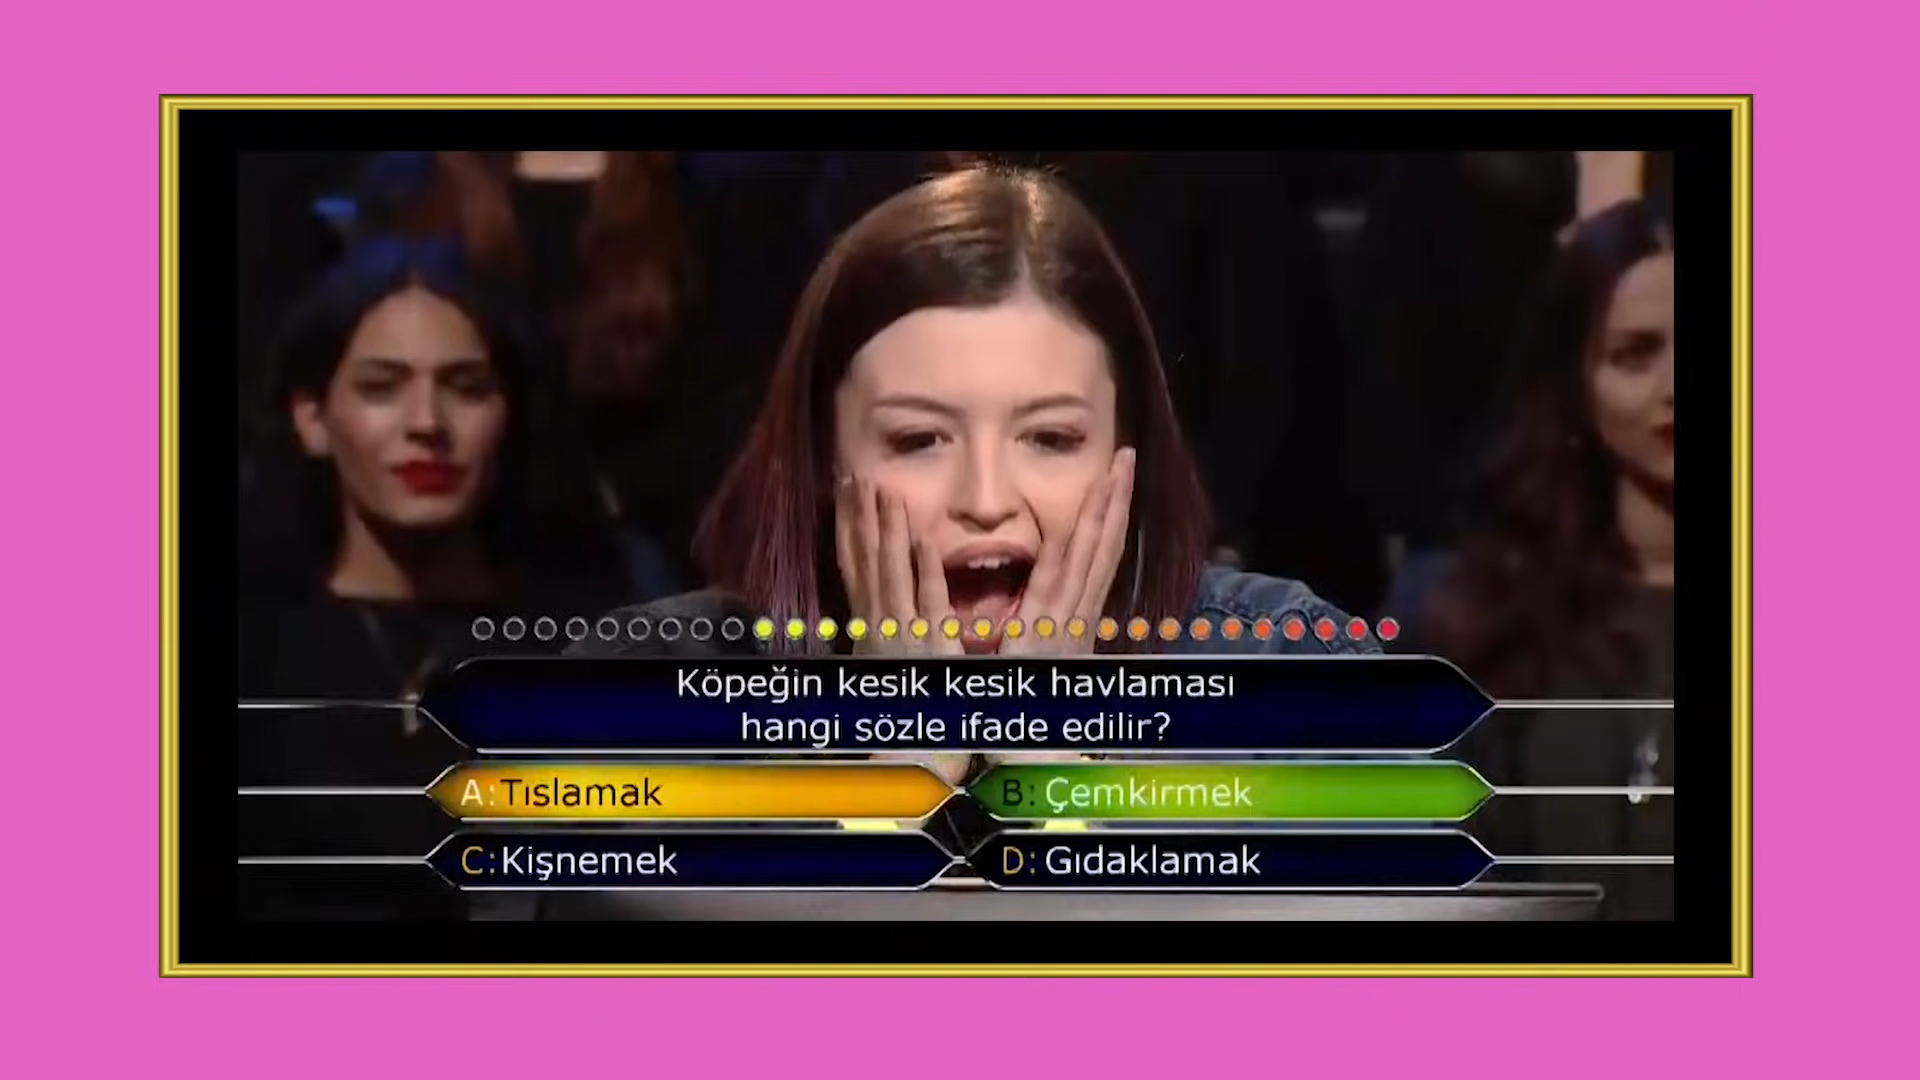 Köpeğin kesik kesik havlaması
hangi sözle ifade edilir?
A: Tıslamak
B: Çemkirmek
C: Kişnemek
D: Gıdaklamak